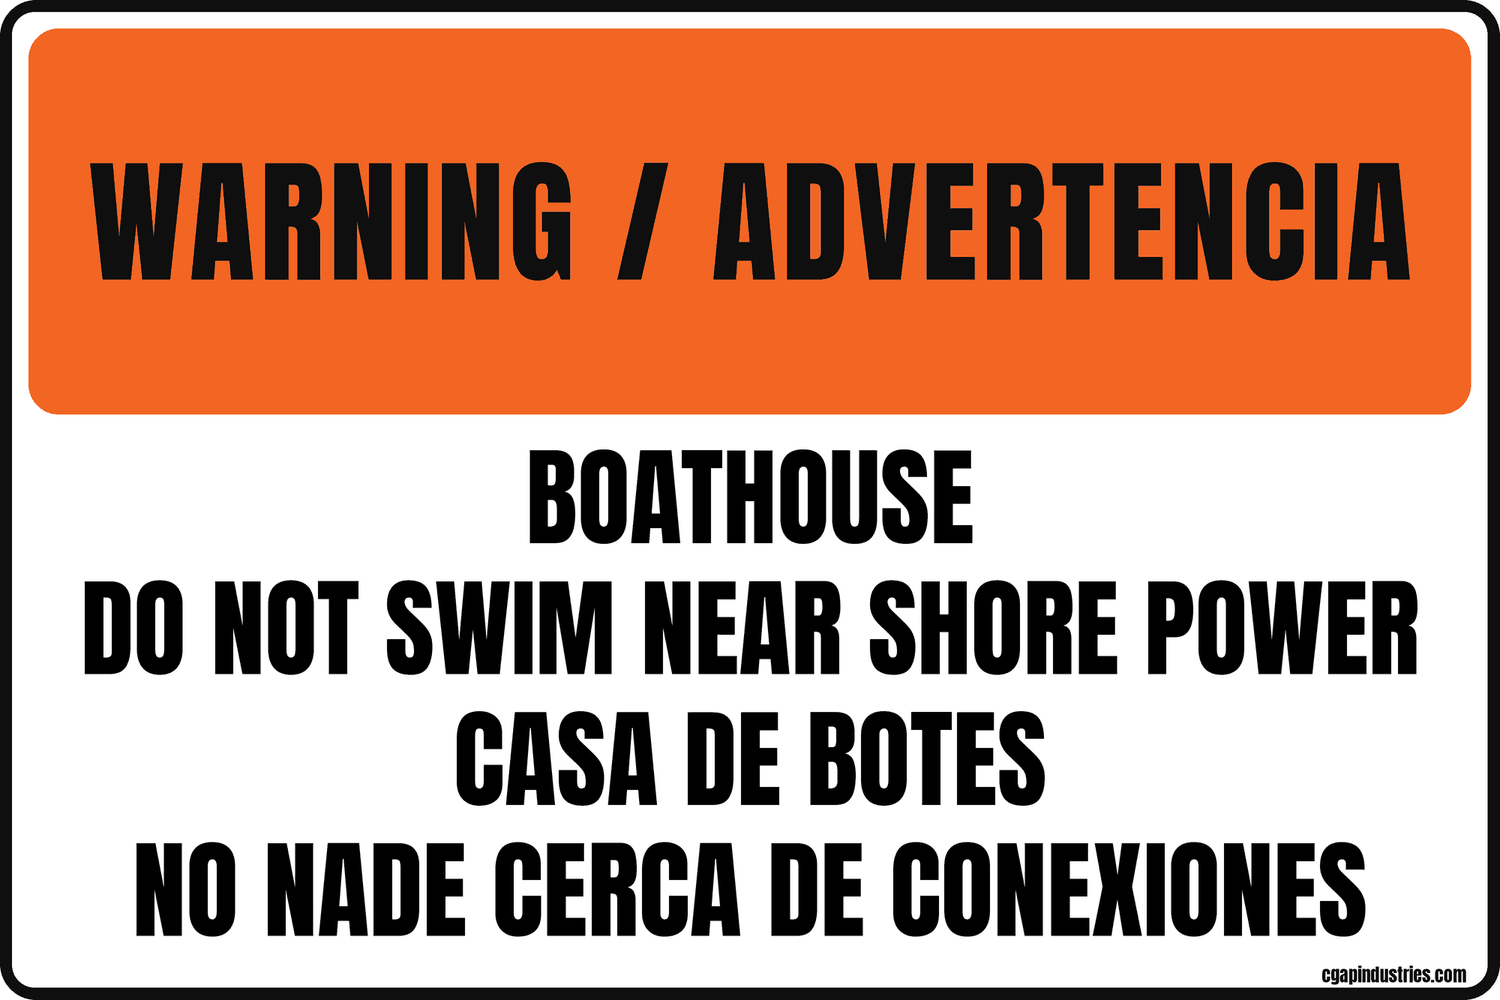 WARNING / ADVERTENCIA
BOATHOUSE
DO NOT SWIM NEAR SHORE POWER
CASA DE BOTES
NO NADE CERCA DE CONEXIONES
cgapindustries.com